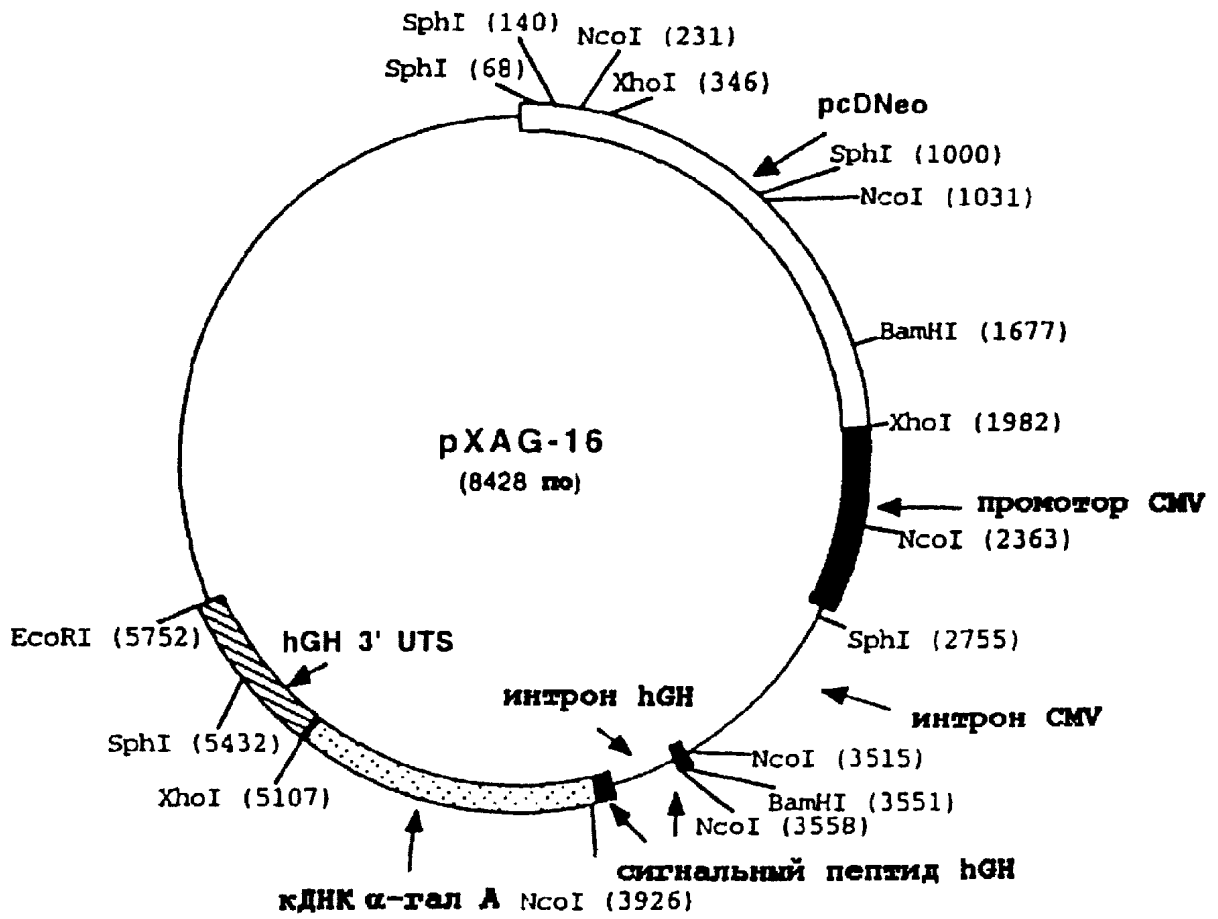 SphI (140)
NcoI (231)
SphI (68)
XhoI (346)
pcDNeo
SphI (1000)
NcoI (1031)
BamHI (1677)
XhoI (1982)
pXAG-16
(8428 по)
промотор CMV
NcoI (2363)
EcoRI (5752)
hGH 3' UTS
SphI (2755)
интрон hGH
интрон CMV
SphI (5432)
NcoI (3515)
XhoI (5107)
BamHI (3551)
NcoI (3558)
сигнальный пептид hGH
кДНК α-гал А NcoI (3926)